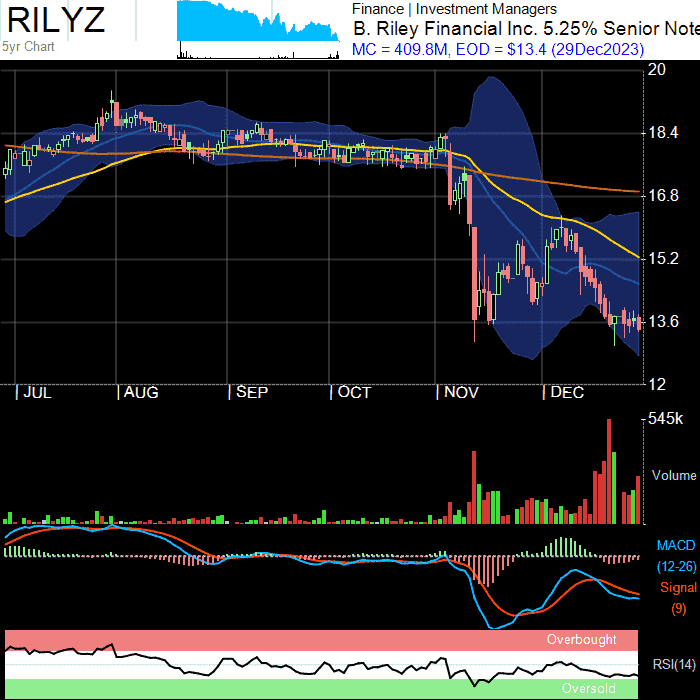 RILYZ
5yr Chart
Finance | Investment Managers
B. Riley Financial Inc. 5.25% Senior Note
MC = 409.8M, EOD = $13.4 (29Dec2023)
20
18.4
16.8
15.2
13.6
12
JUL AUG SEP OCT NOV DEC
545k
Volume
MACD
(12-26)
Signal
(9)
Overbought
RSI(14)
Oversold